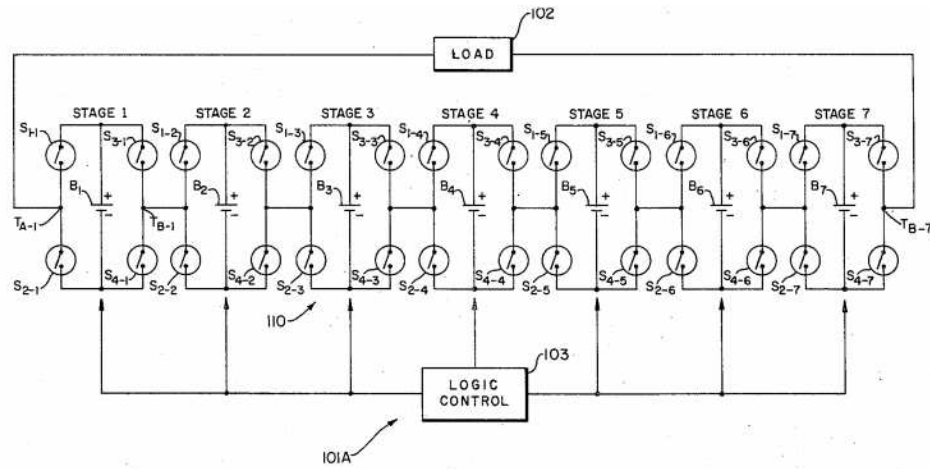 102
LOAD
STAGE 1 STAGE 2 STAGE 3 STAGE 4 STAGE 5 STAGE 6 STAGE 7
S1-1 S3-1 S1-2 S3-2 S1-3 S3-3 S1-4 S3-4 S1-5 S3-5 S1-6 S3-6 S1-7 S3-7
B1 + - B2 + - B3 + - B4 + - B5 + - B6 + - B7 + -
TA-1 TB-1 TB-7
S2-1 S4-1 S2-2 S4-2 S2-3 S4-3 S2-4 S4-4 S2-5 S4-5 S2-6 S4-6 S2-7 S4-7
110
103
LOGIC
CONTROL
101A